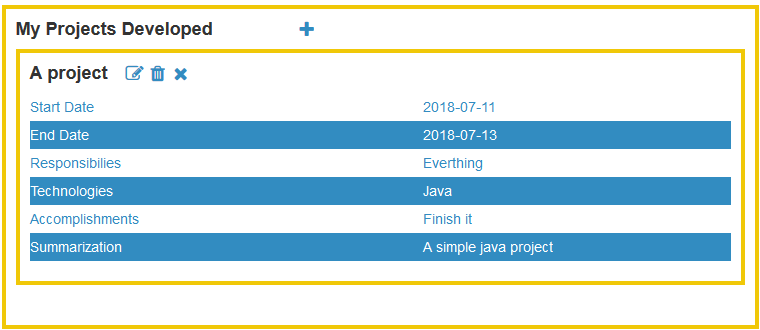 My Projects Developed
A project
Start Date 2018-07-11
End Date 2018-07-13
Responsibilies Everthing
Technologies Java
Accomplishments Finish it
Summarization A simple java project